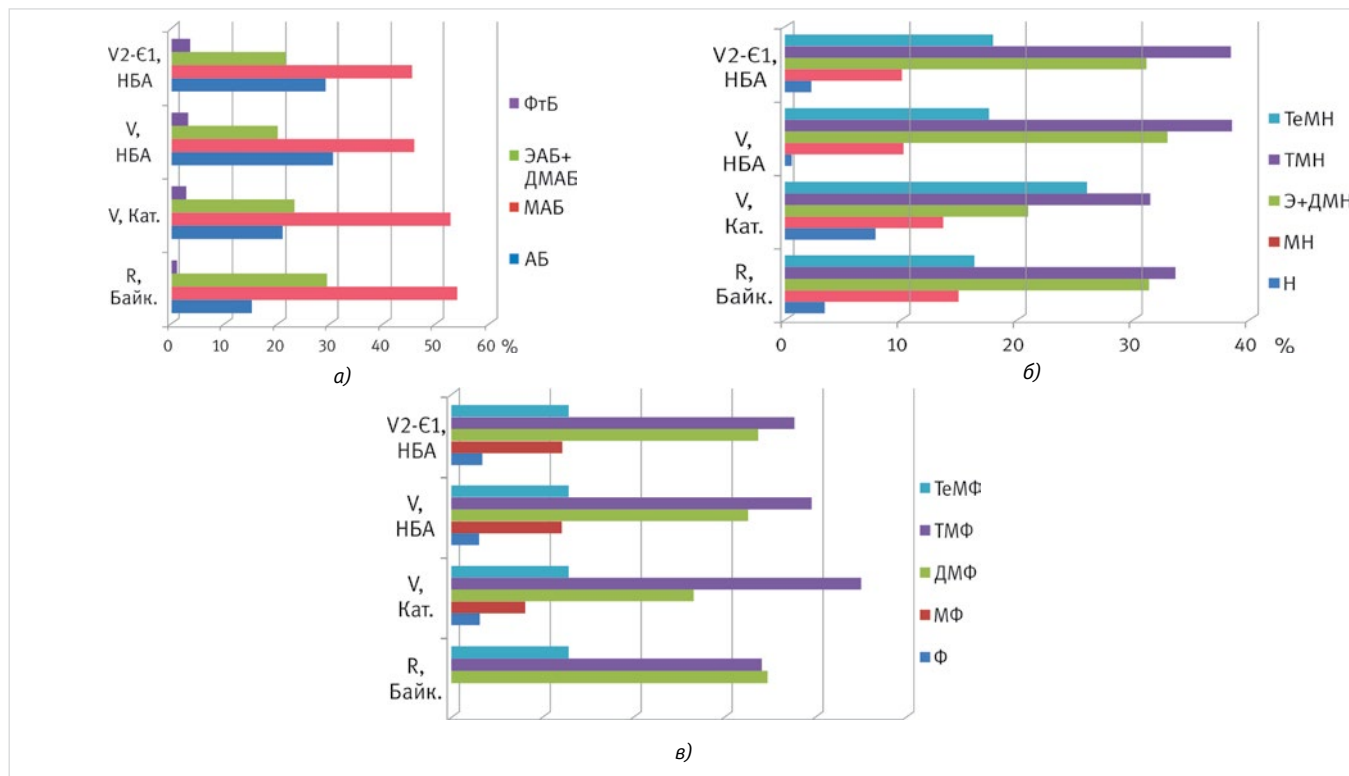 V2-Є1,
НБА
V,
НБА
V, Кат.
R,
Байк.
0 10 20 30 40 50 60 %
ФтБ
ЭАБ+
ДМАБ
МАБ
АБ
а)
V2-Є1,
НБА
V,
НБА
V,
Кат.
R,
Байк.
0 10 20 30 40 %
ТеМН
ТМН
Э+ДМН
МН
Н
б)
V2-Є1,
НБА
V,
НБА
V,
Кат.
R,
Байк.
ТеМФ
ТМФ
ДМФ
МФ
Ф
в)